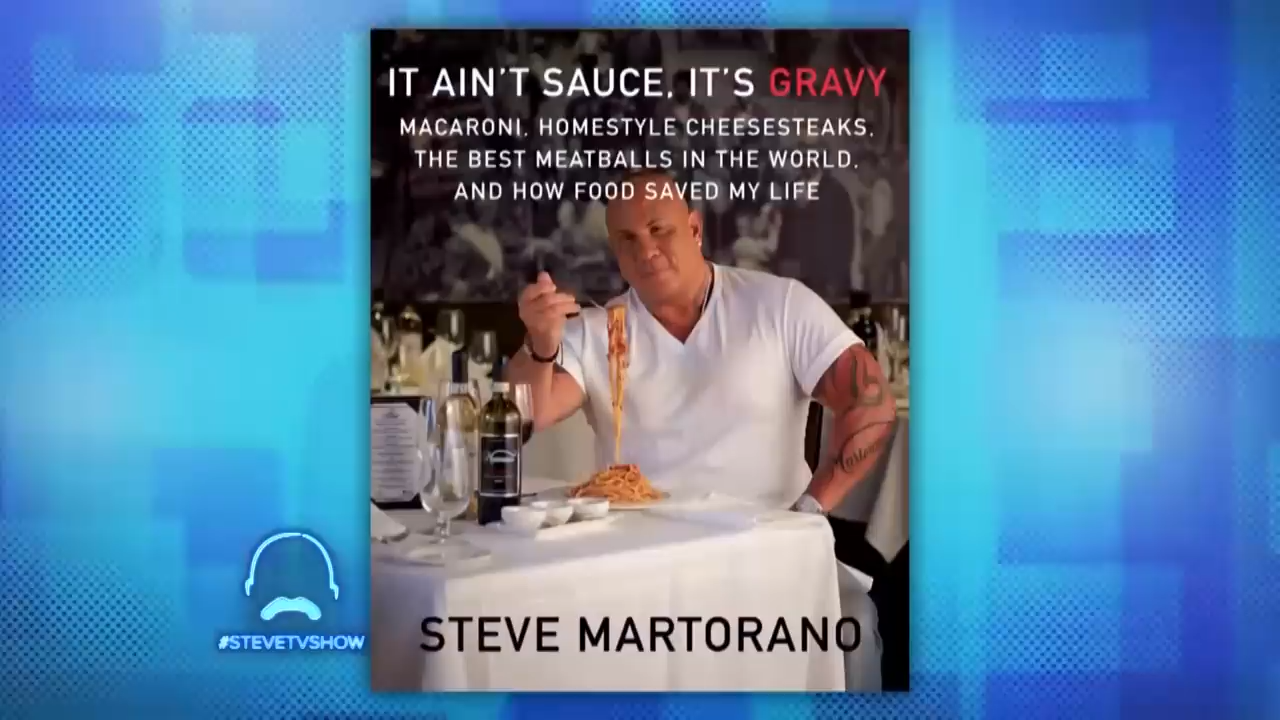 IT AIN'T SAUCE, IT'S GRAVY
MACARONI, HOMESTYLE CHEESESTEAKS,
THE BEST MEATBALLS IN THE WORLD,
AND HOW FOOD SAVED MY LIFE
#STEVETVSHOW
STEVE MARTORANO